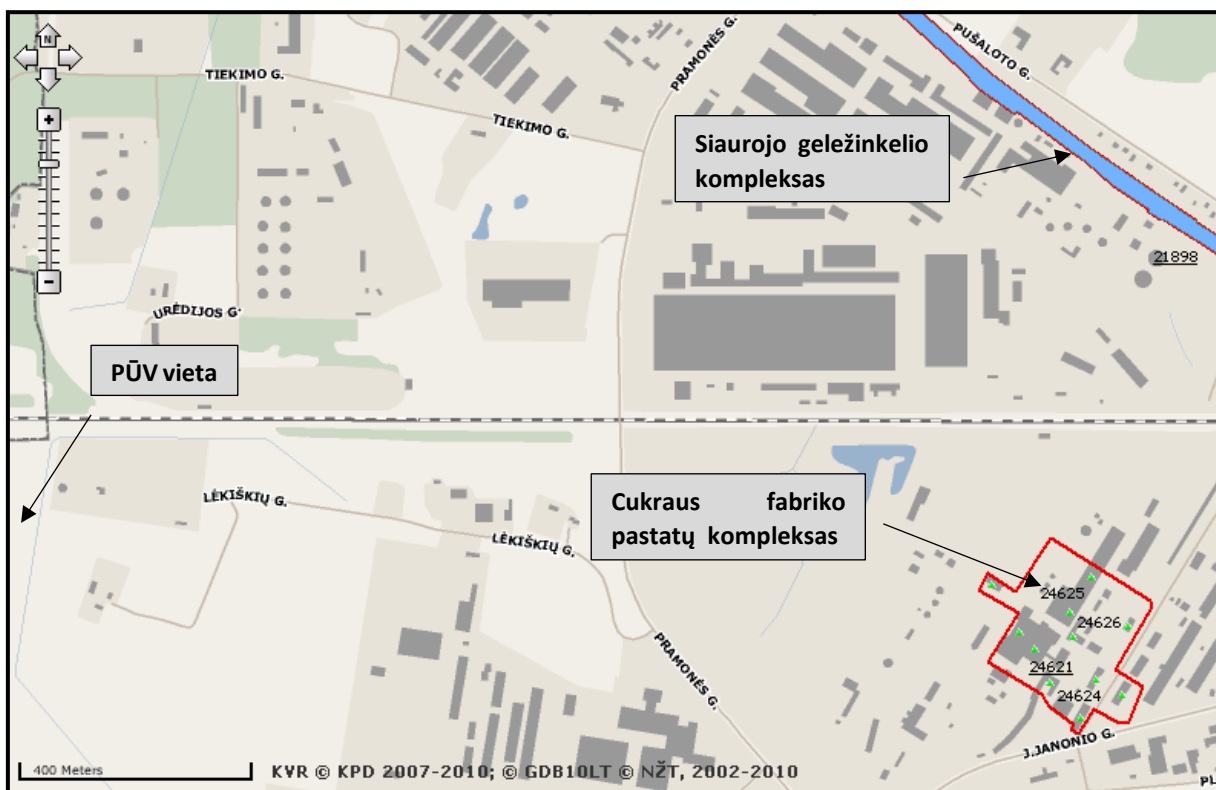 N
PUŠALOTO G.
PRAMONĖS G.
TIEKIMO G.
TIEKIMO G.
Siaurojo geležinkelio
kompleksas
21898
URĖDIJOS G.
PŪV vieta
LĖKIŠKIŲ G.
LĖKIŠKIŲ G.
Cukraus fabriko
pastatų kompleksas
24625
24626
24621
24624
PRAMONĖS G.
J.JANONIO G.
400 Meters
KVR © KPD 2007-2010; © GDB10LT © NŽT, 2002-2010
PL